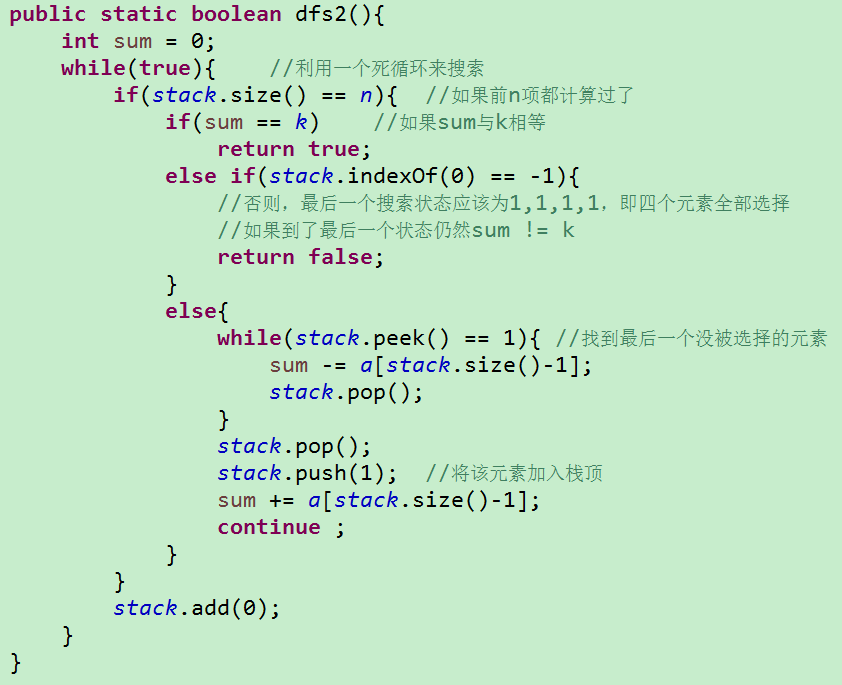 public static boolean dfs2(){
    int sum = 0;
    while(true){    //利用一个死循环来搜索
        if(stack.size() == n){  //如果前n项都计算过了
            if(sum == k)    //如果sum与k相等
                return true;
            else if(stack.indexOf(0) == -1){
                //否则，最后一个搜索状态应该为1,1,1,1，即四个元素全部选择
                //如果到了最后一个状态仍然sum != k
                return false;
            }
            else{
                while(stack.peek() == 1){ //找到最后一个没被选择的元素
                    sum -= a[stack.size()-1];
                    stack.pop();
                }
                stack.pop();
                stack.push(1);  //将该元素加入栈顶
                sum += a[stack.size()-1];
                continue ;
            }
        }
        stack.add(0);
    }
}